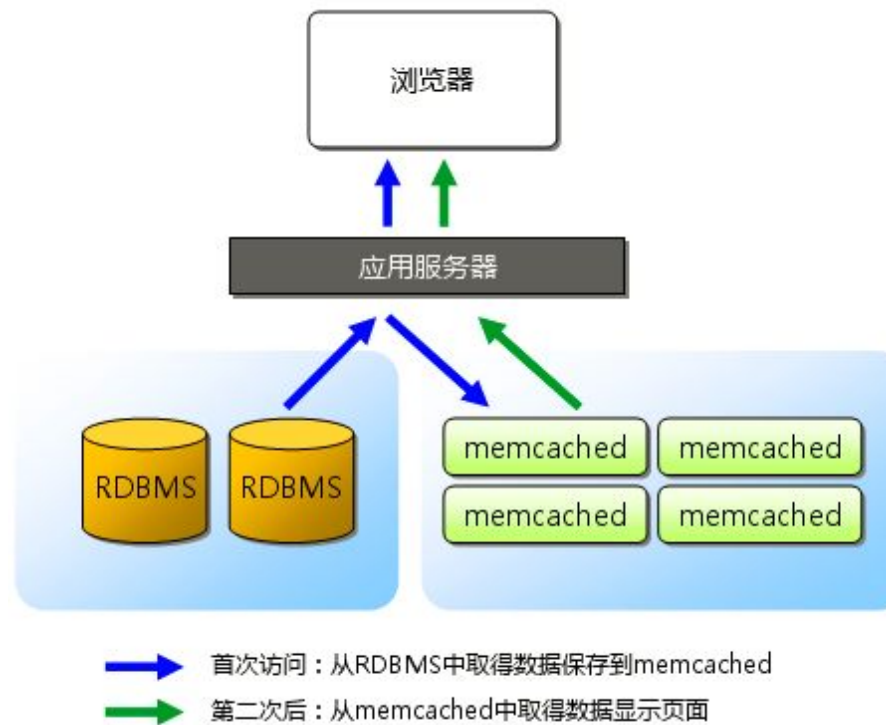 浏览器
应用服务器
RDBMS RDBMS
memcached memcached
memcached memcached
首次访问：从RDBMS中取得数据保存到memcached
第二次后：从memcached中取得数据显示页面